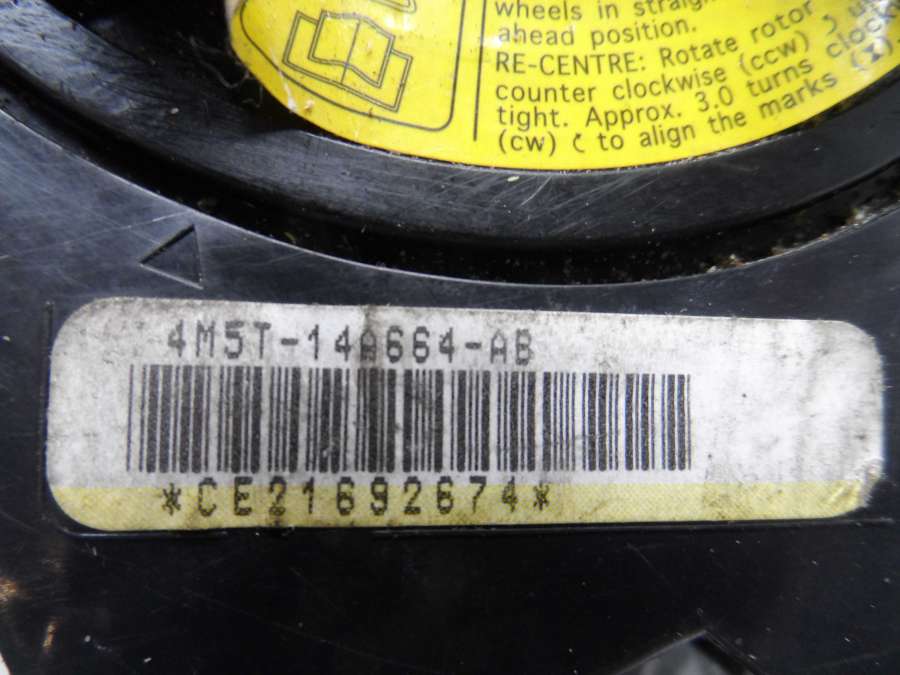 wheels in straight
ahead position.
RE-CENTRE: Rotate rotor
counter clockwise (ccw)
tight. Approx. 3.0 turns clock
(cw) to align the marks
4M5T-14A664-AB
*CE21692674*